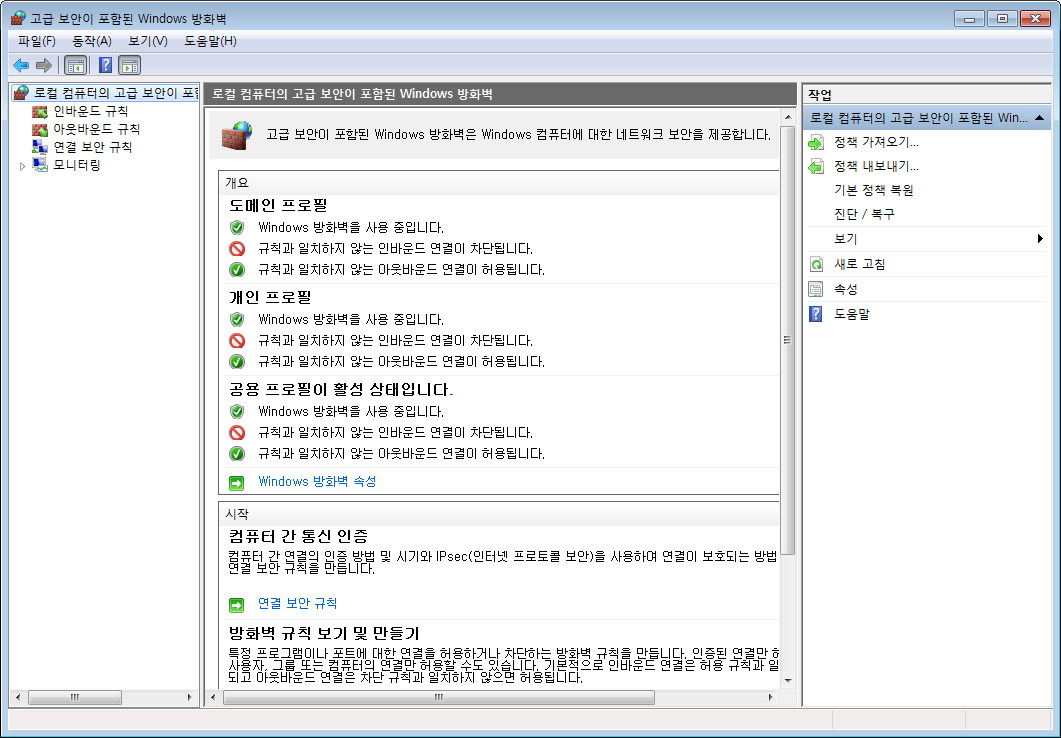 고급 보안이 포함된 Windows 방화벽
파일(F) 동작(A) 보기(V) 도움말(H)
로컬 컴퓨터의 고급 보안이 포함
인바운드 규칙
아웃바운드 규칙
연결 보안 규칙
모니터링
로컬 컴퓨터의 고급 보안이 포함된 Windows 방화벽
고급 보안이 포함된 Windows 방화벽은 Windows 컴퓨터에 대한 네트워크 보안을 제공합니다.
개요
도메인 프로필
Windows 방화벽을 사용 중입니다.
규칙과 일치하지 않는 인바운드 연결이 차단됩니다.
규칙과 일치하지 않는 아웃바운드 연결이 허용됩니다.
개인 프로필
Windows 방화벽을 사용 중입니다.
규칙과 일치하지 않는 인바운드 연결이 차단됩니다.
규칙과 일치하지 않는 아웃바운드 연결이 허용됩니다.
공용 프로필이 활성 상태입니다.
Windows 방화벽을 사용 중입니다.
규칙과 일치하지 않는 인바운드 연결이 차단됩니다.
규칙과 일치하지 않는 아웃바운드 연결이 허용됩니다.
Windows 방화벽 속성
시작
컴퓨터 간 통신 인증
컴퓨터 간 연결의 인증 방법 및 시기와 IPsec(인터넷 프로토콜 보안)을 사용하여 연결이 보호되는 방법
연결 보안 규칙을 만듭니다.
연결 보안 규칙
방화벽 규칙 보기 및 만들기
특정 프로그램이나 포트에 대한 연결을 허용하거나 차단하는 방화벽 규칙을 만듭니다. 인증된 연결만 허
사용자, 그룹 또는 컴퓨터의 연결만 허용할 수도 있습니다. 기본적으로 인바운드 연결은 허용 규칙과 일
되고 아웃바운드 연결은 차단 규칙과 일치하지 않으면 허용됩니다.
작업
로컬 컴퓨터의 고급 보안이 포함된 Win...
정책 가져오기...
정책 내보내기...
기본 정책 복원
진단 / 복구
보기
새로 고침
속성
도움말